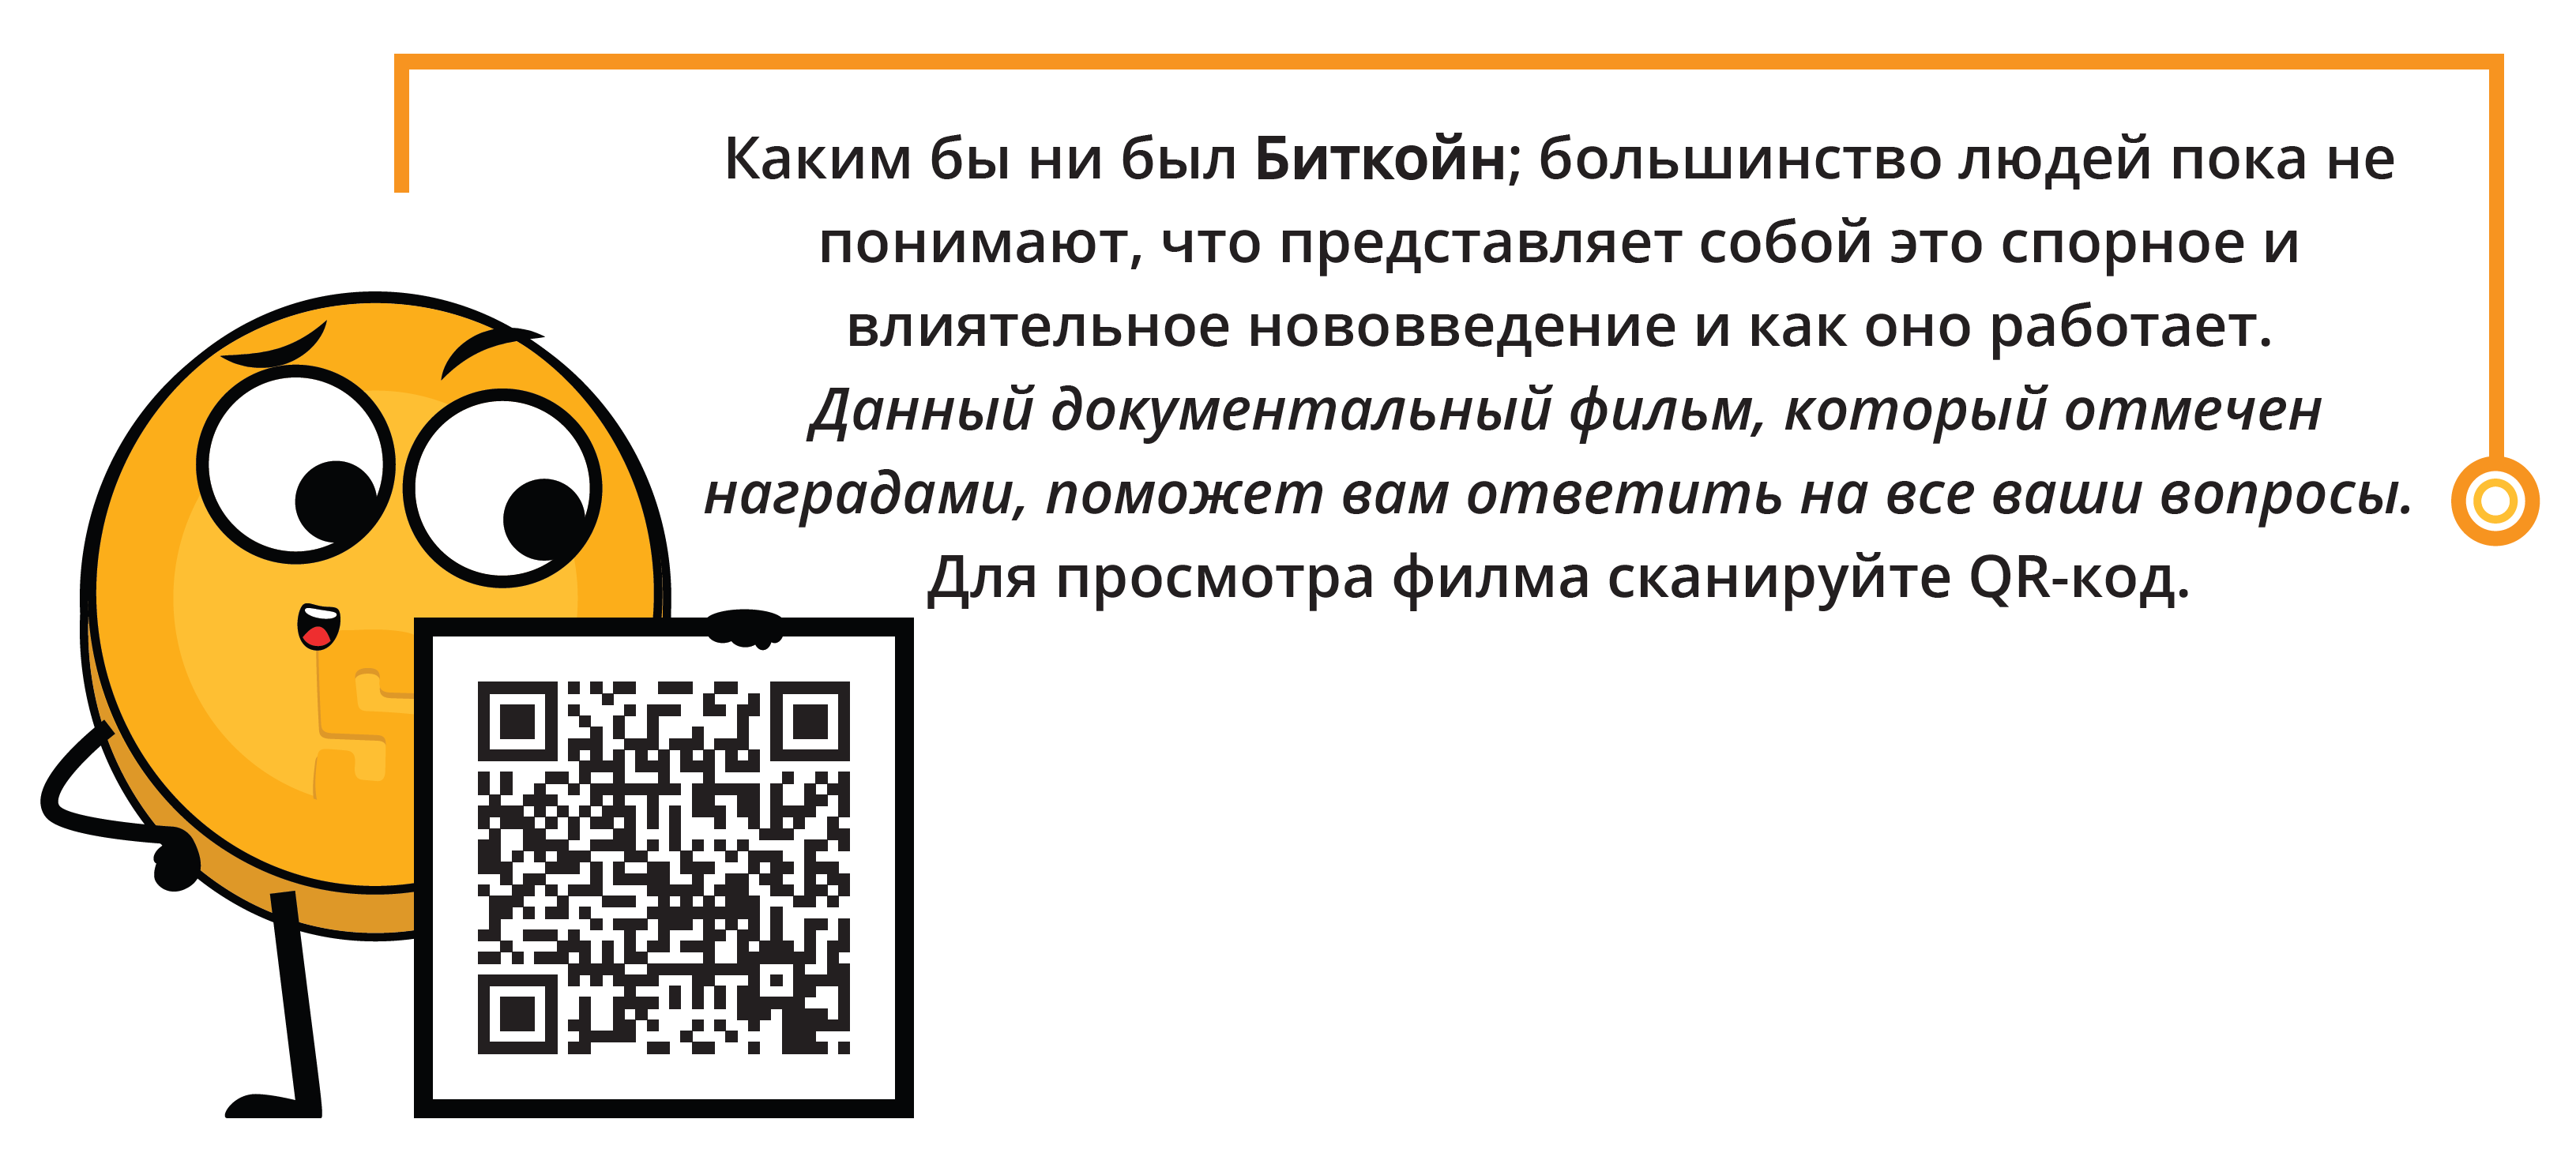 Каким бы ни был Биткойн; большинство людей пока не
понимают, что представляет собой это спорное и
влиятельное нововведение и как оно работает.
Данный документальный фильм, который отмечен
наградами, поможет вам ответить на все ваши вопросы.
Для просмотра филма сканируйте QR-код.